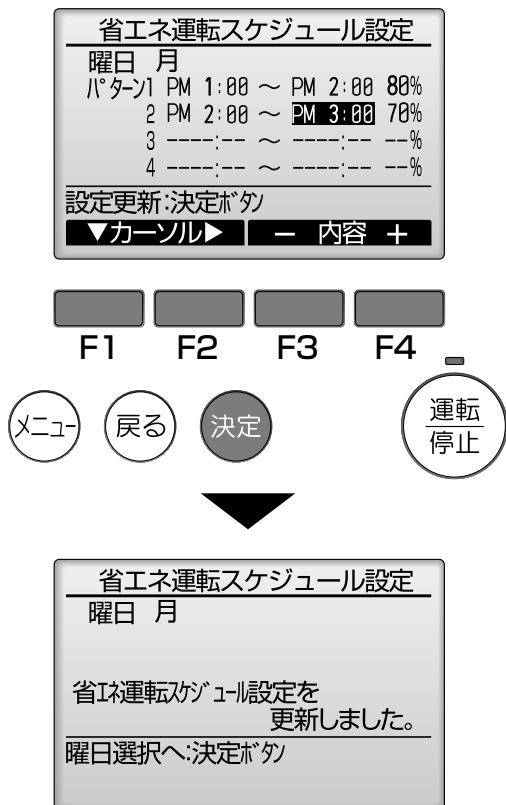 省エネ運転スケジュール設定
曜日 月
パターン1 PM 1:00 ～ PM 2:00 80%
2 PM 2:00 ～ PM 3:00 70%
3 ----:-- ～ ----:-- --%
4 ----:-- ～ ----:-- --%
設定更新:決定ボタン
▼カーソル▶ － 内容 ＋
F1 F2 F3 F4
メニュー 戻る 決定 運転
停止
省エネ運転スケジュール設定
曜日 月
省エネ運転スケジュール設定を
更新しました。
曜日選択へ:決定ボタン